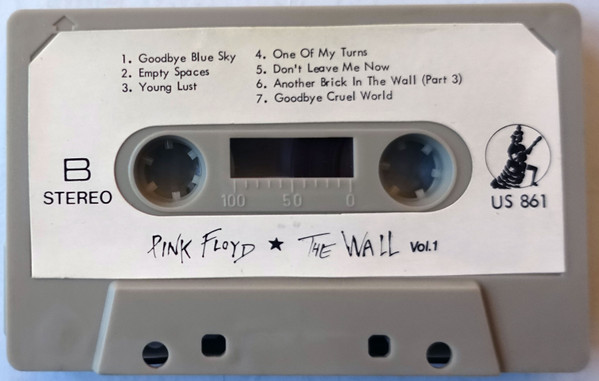 1. Goodbye Blue Sky
2. Empty Spaces
3. Young Lust
4. One Of My Turns
5. Don't Leave Me Now
6. Another Brick In The Wall (Part 3)
7. Goodbye Cruel World
B
STEREO
100 50 0
US 861
PINK FLOYD ★ THE WALL Vol.1